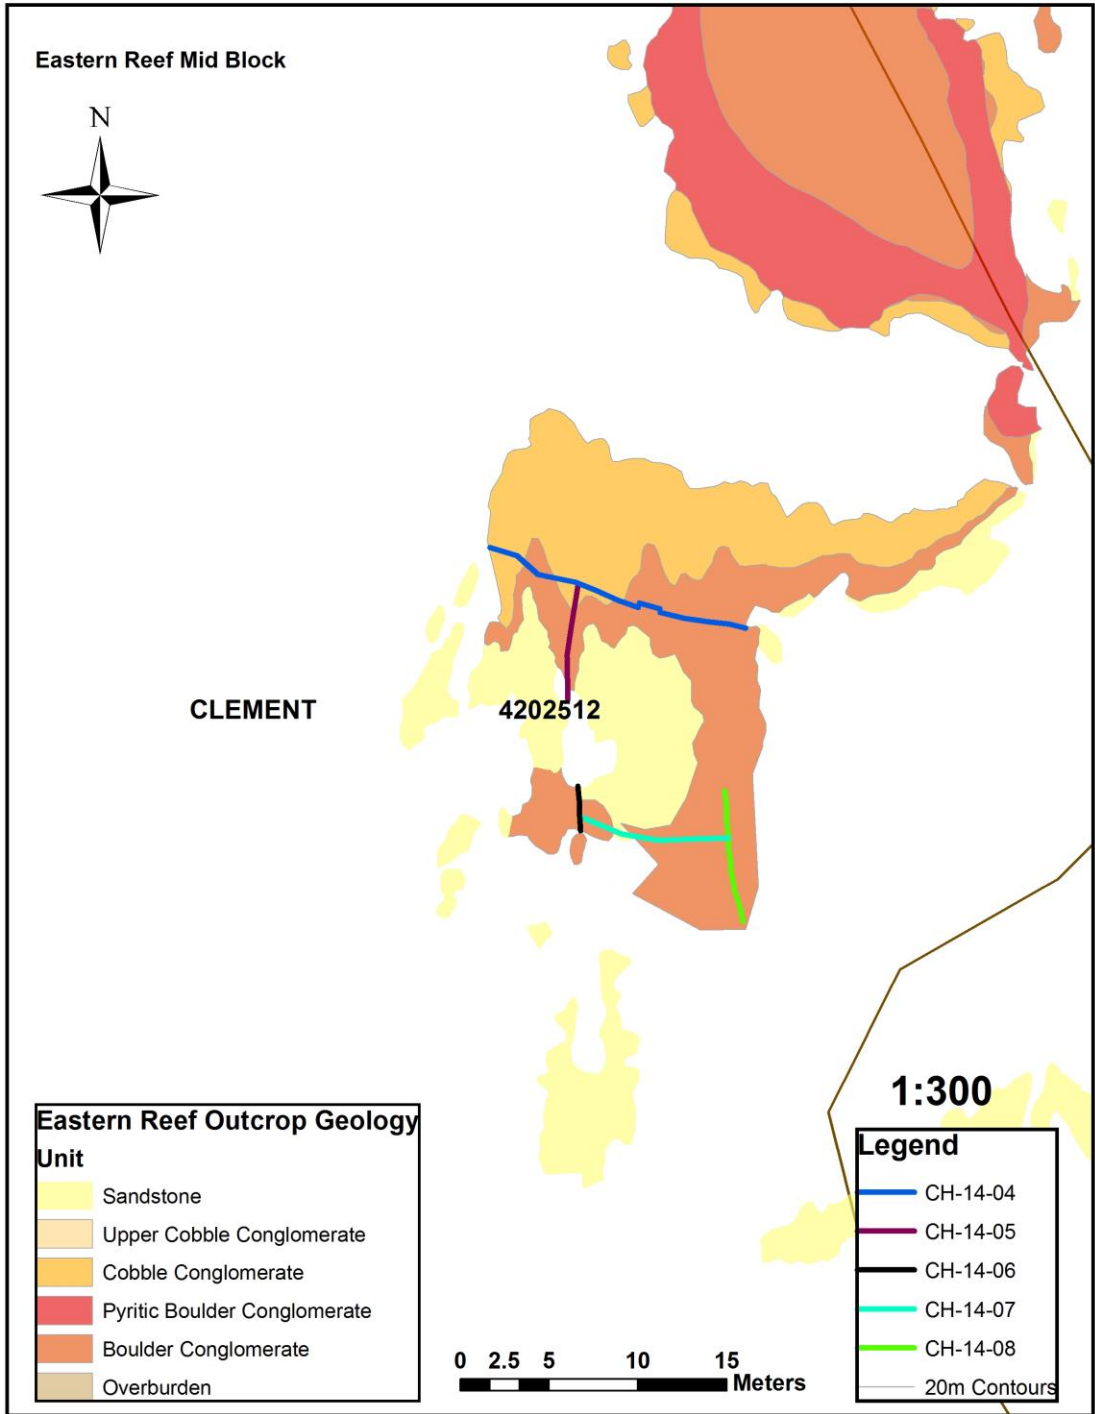 Eastern Reef Mid Block
N
CLEMENT
4202512
1:300
Eastern Reef Outcrop Geology
Unit
Sandstone
Upper Cobble Conglomerate
Cobble Conglomerate
Pyritic Boulder Conglomerate
Boulder Conglomerate
Overburden
0 2.5 5 10 15
Meters
Legend
CH-14-04
CH-14-05
CH-14-06
CH-14-07
CH-14-08
20m Contours